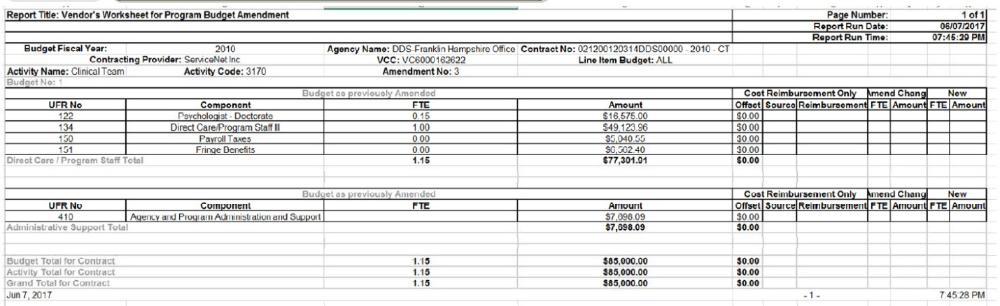 Report Title: Vendor's Worksheet for Program Budget Amendment Page Number: 1 of 1
Report Run Date: 06/07/2017
Report Run Time: 07:45:29 PM
Budget Fiscal Year: 2010 Agency Name: DDS-Franklin Hampshire Office Contract No: 021200120314DDS00000 - 2010 - CT
Contracting Provider: ServiceNet Inc VCC: VC6000162622 Line Item Budget: ALL
Activity Name: Clinical Team Activity Code: 3170 Amendment No: 3
Budget No: 1
Budget as previously Amended Cost Reimbursement Only Amend Chang New
UFR No Component FTE Amount Offset Source Reimbursement FTE Amount FTE Amount
122 Psychologist - Doctorate 0.15 $16,575.00 $0.00
134 Direct Care/Program Staff III 1.00 $49,123.96 $0.00
150 Payroll Taxes 0.00 $5,040.55 $0.00
151 Fringe Benefits 0.00 $6,562.40 $0.00
Direct Care / Program Staff Total 1.15 $77,301.91 $0.00
Budget as previously Amended Cost Reimbursement Only Amend Chang New
UFR No Component FTE Amount Offset Source Reimbursement FTE Amount FTE Amount
410 Agency and Program Administration and Support $7,698.09 $0.00
Administrative Support Total $7,698.09 $0.00
Budget Total for Contract 1.15 $85,000.00 $0.00
Activity Total for Contract 1.15 $85,000.00 $0.00
Grand Total for Contract 1.15 $85,000.00 $0.00
Jun 7, 2017 - 1 - 7:45:28 PM